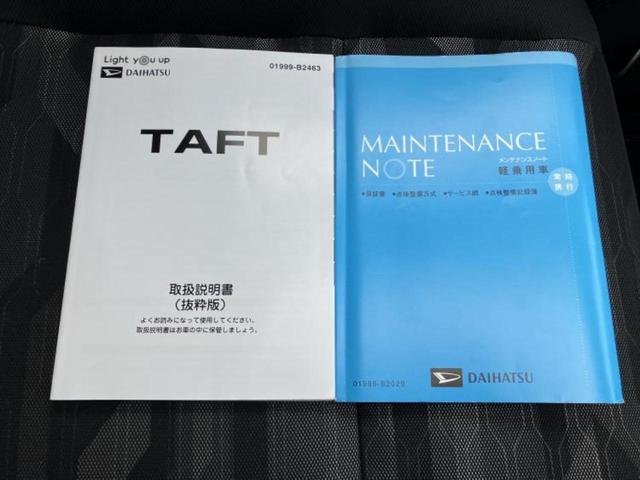 Light you up
DAIHATSU
01999-B2463
TAFT
取扱説明書
(抜粋版)
よくお読みになって使用してください。
取扱説明書はお車の中に保管しましょう。
MAINTENANCE
NOTE
メンテナンスノート
軽乗用車
常時
携行
•保証書 •点検整備方式 •サービス網 •点検整備記録簿
01986-B2029
DAIHATSU